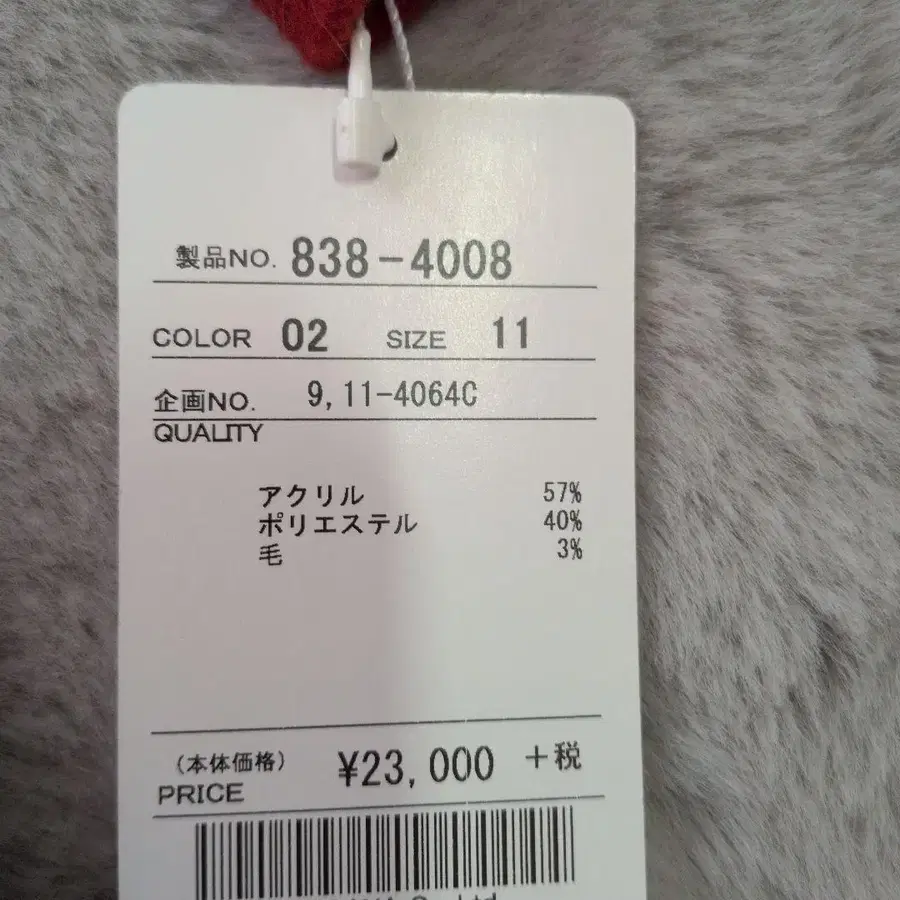 製品NO. 838-4008
COLOR 02 SIZE 11
企画NO. 9,11-4064C
QUALITY
アクリル 57%
ポリエステル 40%
毛 3%
(本体価格)
PRICE ¥23,000 +税